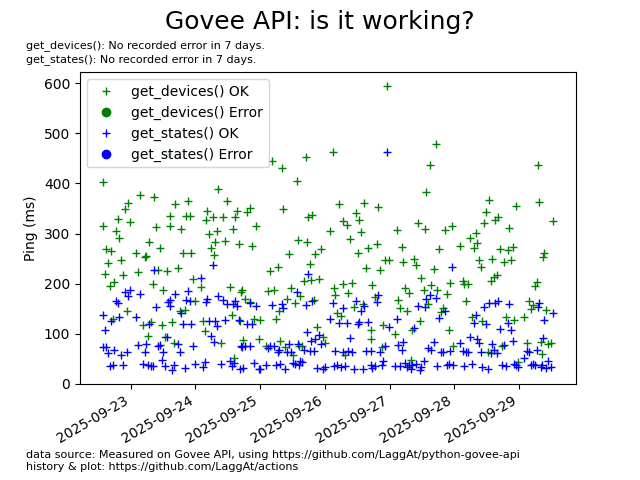 Govee API: is it working?
get_devices(): No recorded error in 7 days.
get_states(): No recorded error in 7 days.
get_devices() OK
get_devices() Error
get_states() OK
get_states() Error
Ping (ms)
600
500
400
300
200
100
0
2025-09-23
2025-09-24
2025-09-25
2025-09-26
2025-09-27
2025-09-28
2025-09-29
data source: Measured on Govee API, using https://github.com/LaggAt/python-govee-api
history & plot: https://github.com/LaggAt/actions